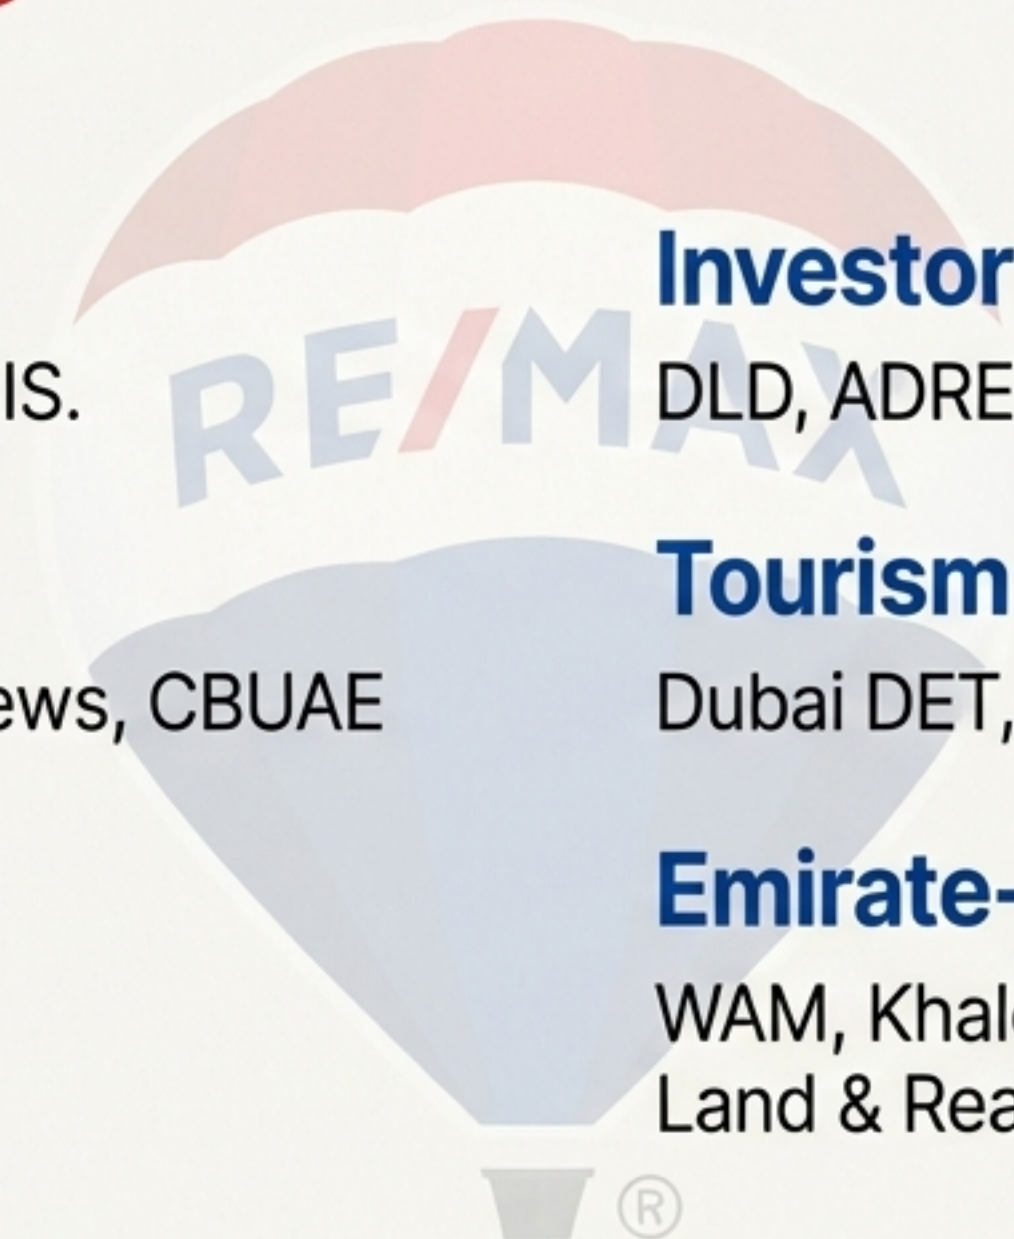 RE/MAX
IS.
ews, CBUAE
Investor
DLD, ADRE
Tourism
Dubai DET,
Emirate-
WAM, Khal
Land & Rea
®